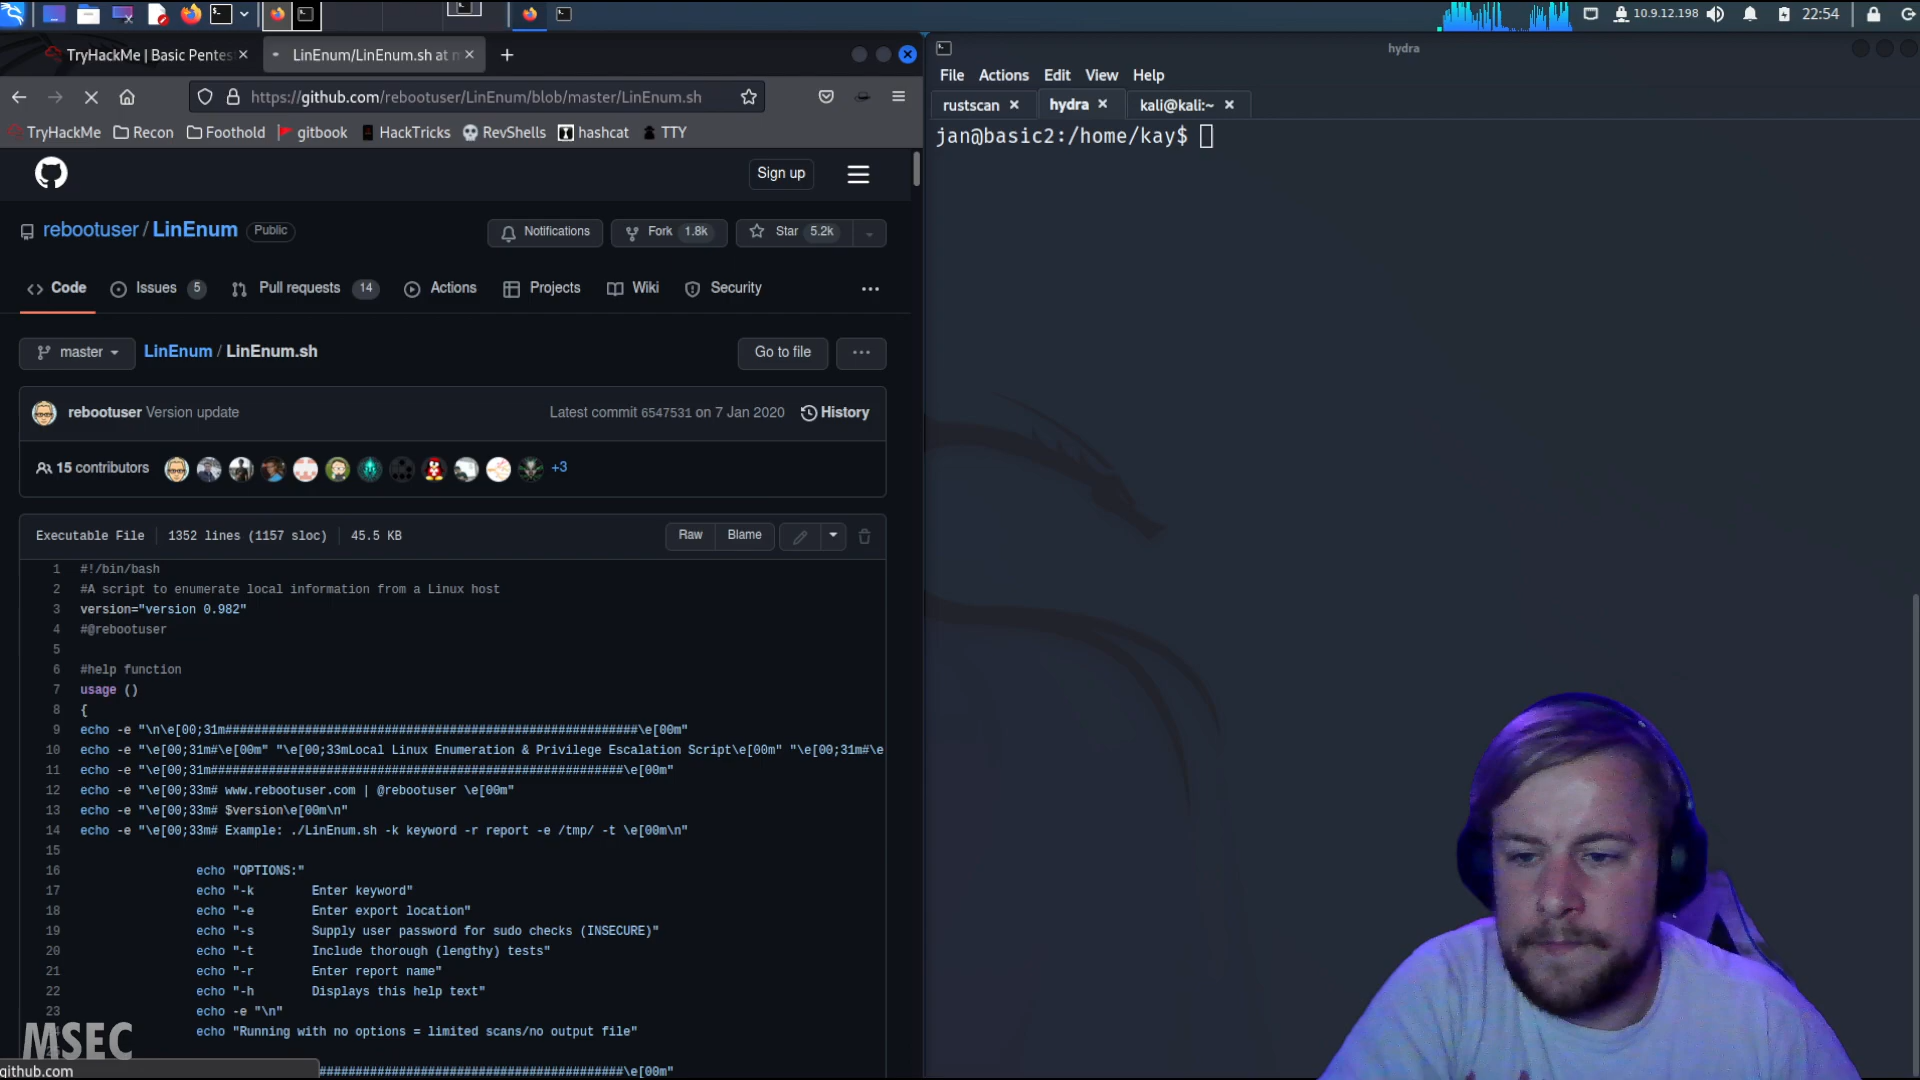 10.9.12.198
22:54
TryHackMe | Basic Pentes
LinEnum/LinEnum.sh at m
https://github.com/rebootuser/LinEnum/blob/master/LinEnum.sh
TryHackMe Recon Foothold gitbook HackTricks RevShells hashcat TTY
Sign up
rebootuser / LinEnum Public
Notifications Fork 1.8k Star 5.2k
Code Issues 5 Pull requests 14 Actions Projects Wiki Security
master LinEnum / LinEnum.sh Go to file
rebootuser Version update Latest commit 6547531 on 7 Jan 2020 History
15 contributors +3
Executable File 1352 lines (1157 sloc) 45.5 KB Raw Blame
1 #!/bin/bash
2 #A script to enumerate local information from a Linux host
3 version="version 0.982"
4 #@rebootuser
5
6 #help function
7 usage ()
8 {
9 echo -e "\n\e[00;31m#########################################################\e[00m"
10 echo -e "\e[00;31m#\e[00m" "\e[00;33mLocal Linux Enumeration & Privilege Escalation Script\e[00m" "\e[00;31m#\e
11 echo -e "\e[00;31m#########################################################\e[00m"
12 echo -e "\e[00;33m# www.rebootuser.com | @rebootuser \e[00m"
13 echo -e "\e[00;33m# $version\e[00m\n"
14 echo -e "\e[00;33m# Example: ./LinEnum.sh -k keyword -r report -e /tmp/ -t \e[00m\n"
15
16 echo "OPTIONS:"
17 echo "-k Enter keyword"
18 echo "-e Enter export location"
19 echo "-s Supply user password for sudo checks (INSECURE)"
20 echo "-t Include thorough (lengthy) tests"
21 echo "-r Enter report name"
22 echo "-h Displays this help text"
23 echo -e "\n"
echo "Running with no options = limited scans/no output file"
##########################################\e[00m"
MSEC
github.com
hydra
File Actions Edit View Help
rustscan hydra kali@kali:~
jan@basic2:/home/kay$